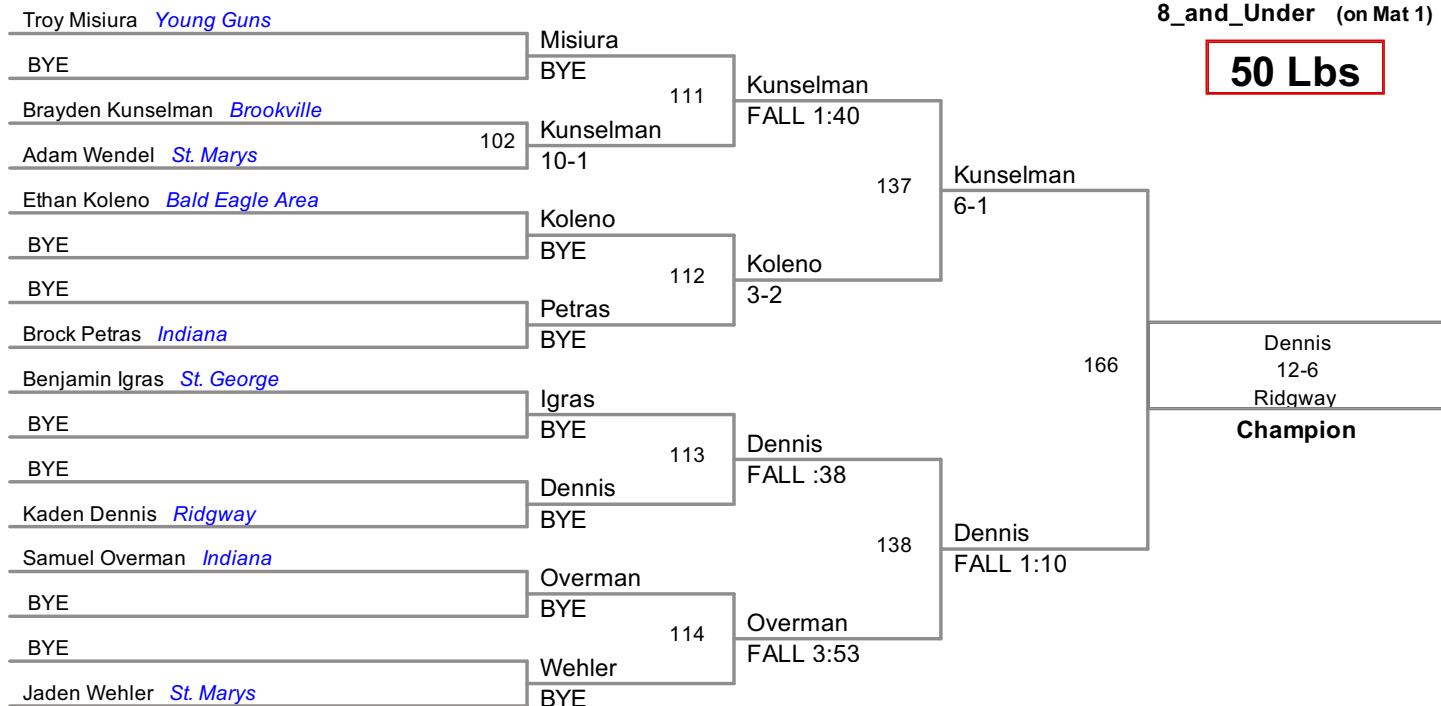 8_and_Under (on Mat 1)
50 Lbs
Troy Misiura Young Guns
BYE
Brayden Kunselman Brookville
Adam Wendel St. Marys
Ethan Koleno Bald Eagle Area
BYE
BYE
Brock Petras Indiana
Benjamin Igras St. George
BYE
BYE
Kaden Dennis Ridgway
Samuel Overman Indiana
BYE
BYE
Jaden Wehler St. Marys
Misiura
BYE
102
Kunselman
10-1
Koleno
BYE
Petras
BYE
Igras
BYE
Dennis
BYE
Overman
BYE
Wehler
BYE
111
Kunselman
FALL 1:40
112
Koleno
3-2
113
Dennis
FALL :38
114
Overman
FALL 3:53
137
Kunselman
6-1
138
Dennis
FALL 1:10
166
Dennis
12-6
Ridgway
Champion